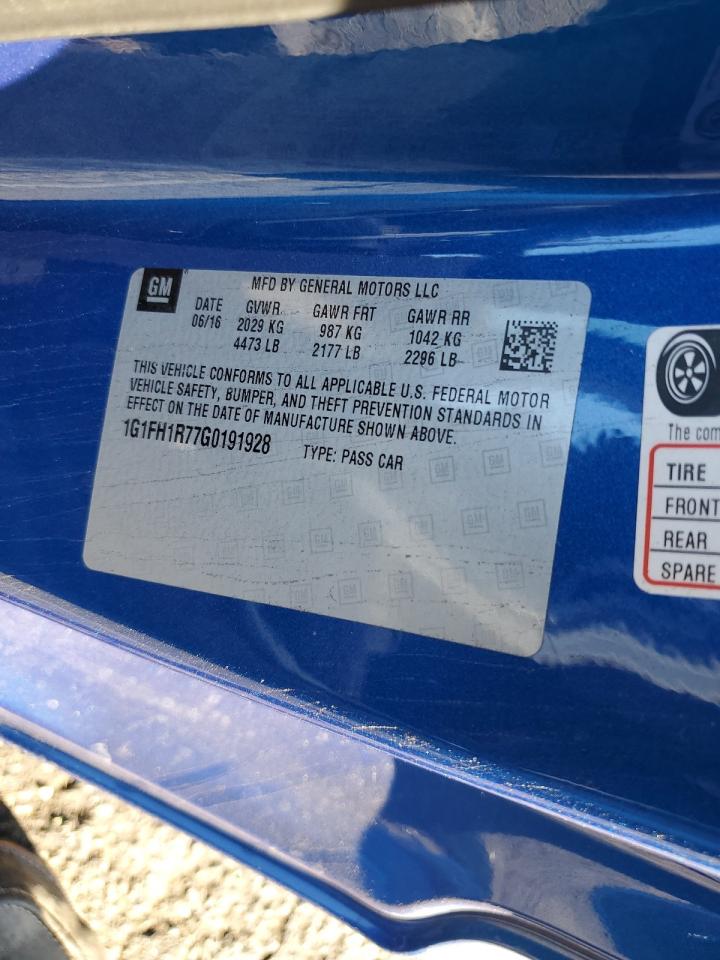 GM
MFD BY GENERAL MOTORS LLC
DATE GVWR GAWR FRT GAWR RR
06/16 2029 KG 987 KG 1042 KG
4473 LB 2177 LB 2296 LB
THIS VEHICLE CONFORMS TO ALL APPLICABLE U.S. FEDERAL MOTOR
VEHICLE SAFETY, BUMPER, AND THEFT PREVENTION STANDARDS IN
EFFECT ON THE DATE OF MANUFACTURE SHOWN ABOVE.
1G1FH1R77G0191928 TYPE: PASS CAR
The com
TIRE
FRONT
REAR
SPARE